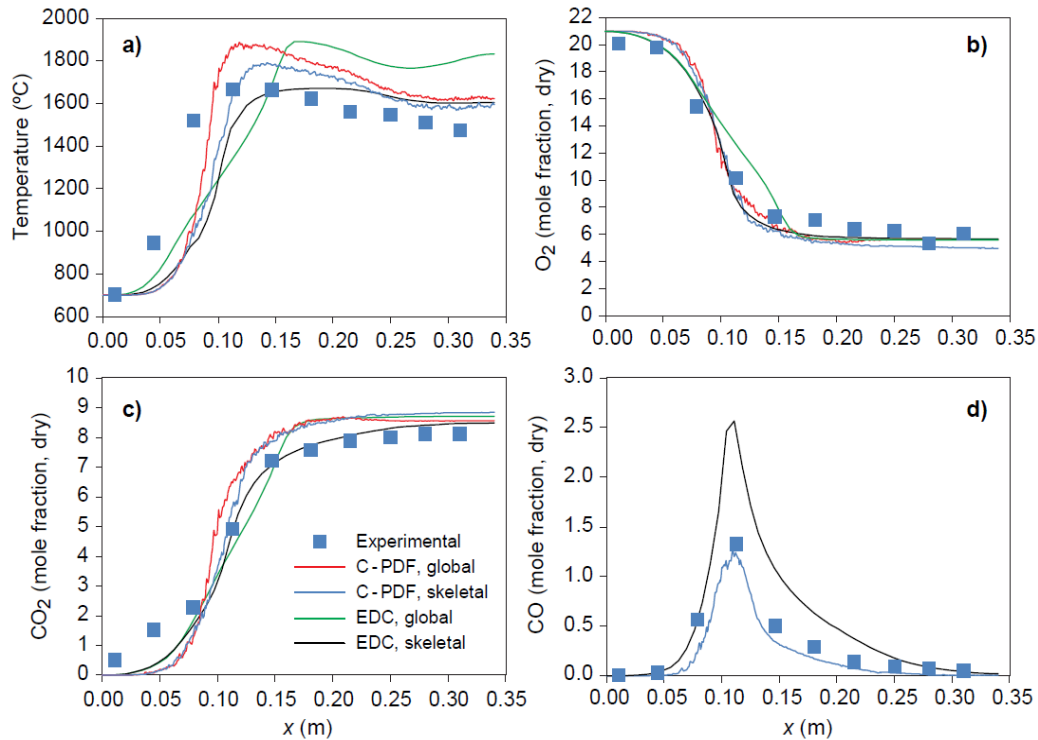 a)
Temperature (ºC)
2000
1800
1600
1400
1200
1000
800
600
0.00 0.05 0.10 0.15 0.20 0.25 0.30 0.35
b)
O2 (mole fraction, dry)
22
20
18
16
14
12
10
8
6
4
2
0
0.00 0.05 0.10 0.15 0.20 0.25 0.30 0.35
c)
CO2 (mole fraction, dry)
10
9
8
7
6
5
4
3
2
1
0
Experimental
C-PDF, global
C-PDF, skeletal
EDC, global
EDC, skeletal
0.00 0.05 0.10 0.15 0.20 0.25 0.30 0.35
x (m)
d)
CO (mole fraction, dry)
3.0
2.5
2.0
1.5
1.0
0.5
0.0
0.00 0.05 0.10 0.15 0.20 0.25 0.30 0.35
x (m)